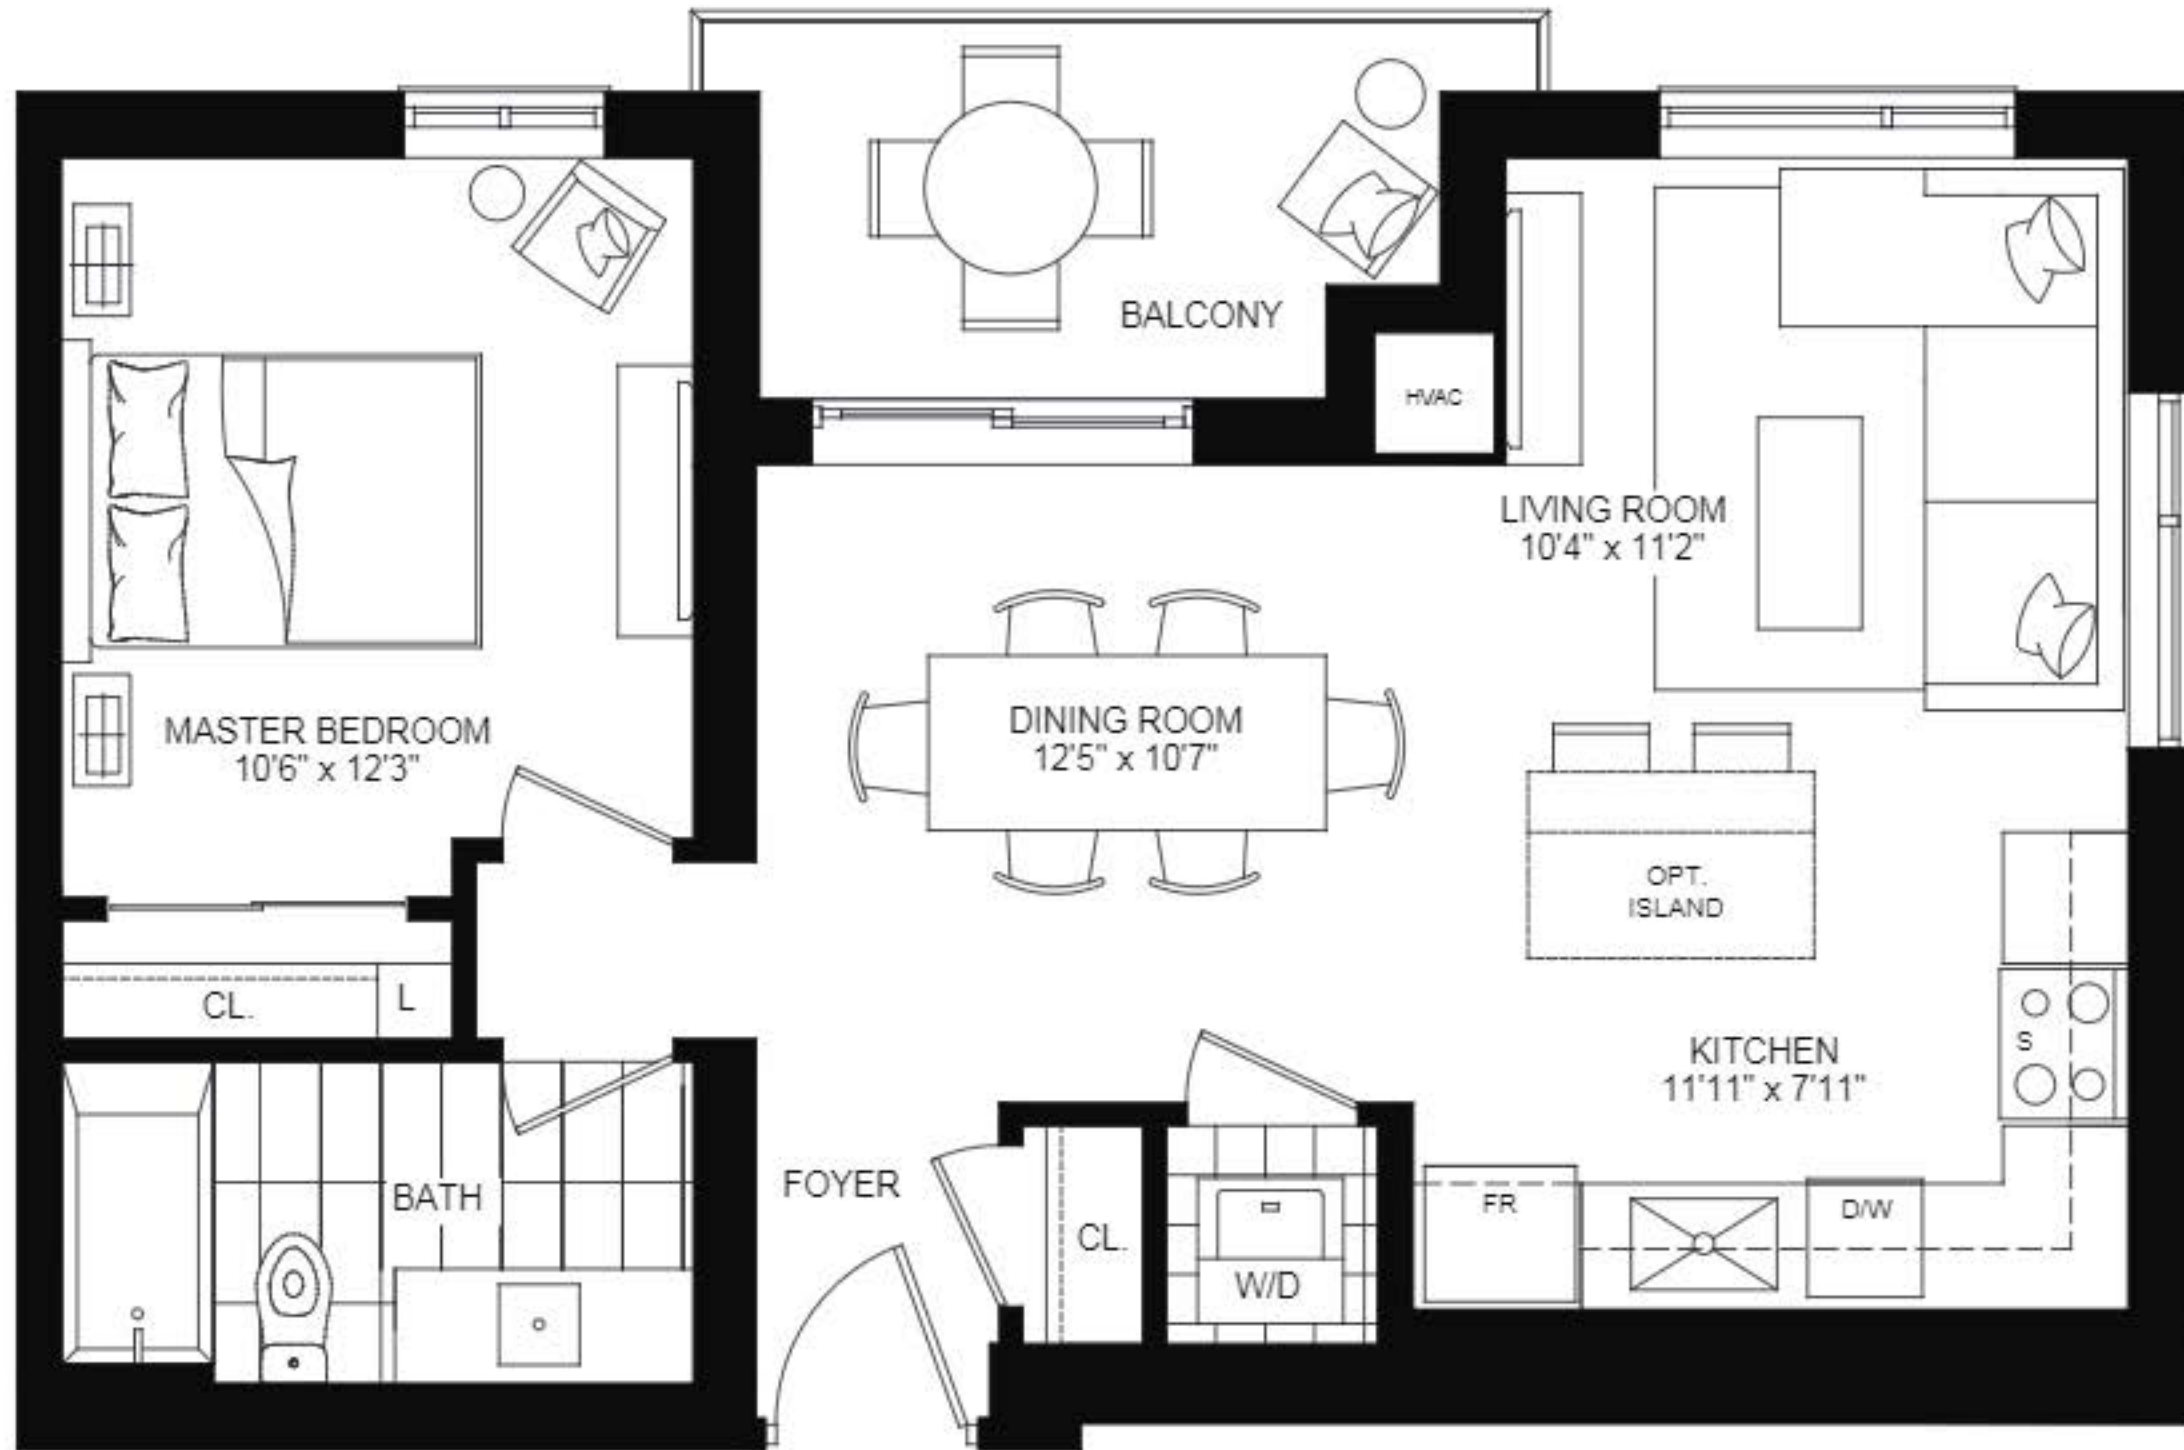 BALCONY
HVAC
LIVING ROOM
10'4" x 11'2"
MASTER BEDROOM
10'6" x 12'3"
DINING ROOM
12'5" x 10'7"
OPT.
ISLAND
CL.
L
S
KITCHEN
11'11" x 7'11"
BATH
FOYER
CL.
W/D
FR
D/W